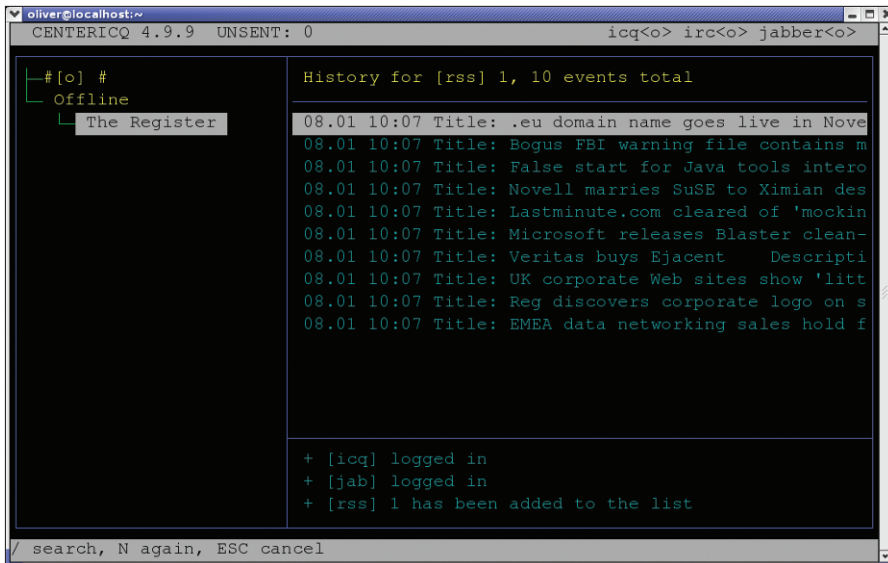 oliver@localhost:~
CENTERICQ 4.9.9 UNSENT: 0 icq<o> irc<o> jabber<o>
#[o] #
Offline
The Register
History for [rss] 1, 10 events total
08.01 10:07 Title: .eu domain name goes live in Nove
08.01 10:07 Title: Bogus FBI warning file contains m
08.01 10:07 Title: False start for Java tools intero
08.01 10:07 Title: Novell marries SuSE to Ximian des
08.01 10:07 Title: Lastminute.com cleared of 'mockin
08.01 10:07 Title: Microsoft releases Blaster clean-
08.01 10:07 Title: Veritas buys Ejacent Descripti
08.01 10:07 Title: UK corporate Web sites show 'litt
08.01 10:07 Title: Reg discovers corporate logo on s
08.01 10:07 Title: EMEA data networking sales hold f
+ [icq] logged in
+ [jab] logged in
+ [rss] 1 has been added to the list
/ search, N again, ESC cancel